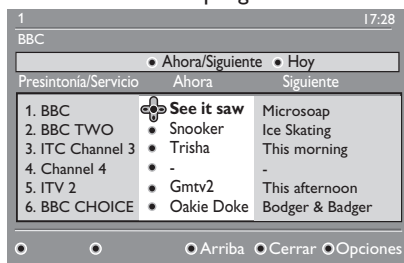 1 17:28
BBC
Ahora/Siguiente Hoy
Presintonía/Servicio Ahora Siguiente
1. BBC See it saw Microsoap
2. BBC TWO Snooker Ice Skating
3. ITC Channel 3 Trisha This morning
4. Channel 4 - -
5. ITV 2 Gmtv2 This afternoon
6. BBC CHOICE Oakie Doke Bodger & Badger
Arriba Cerrar Opciones